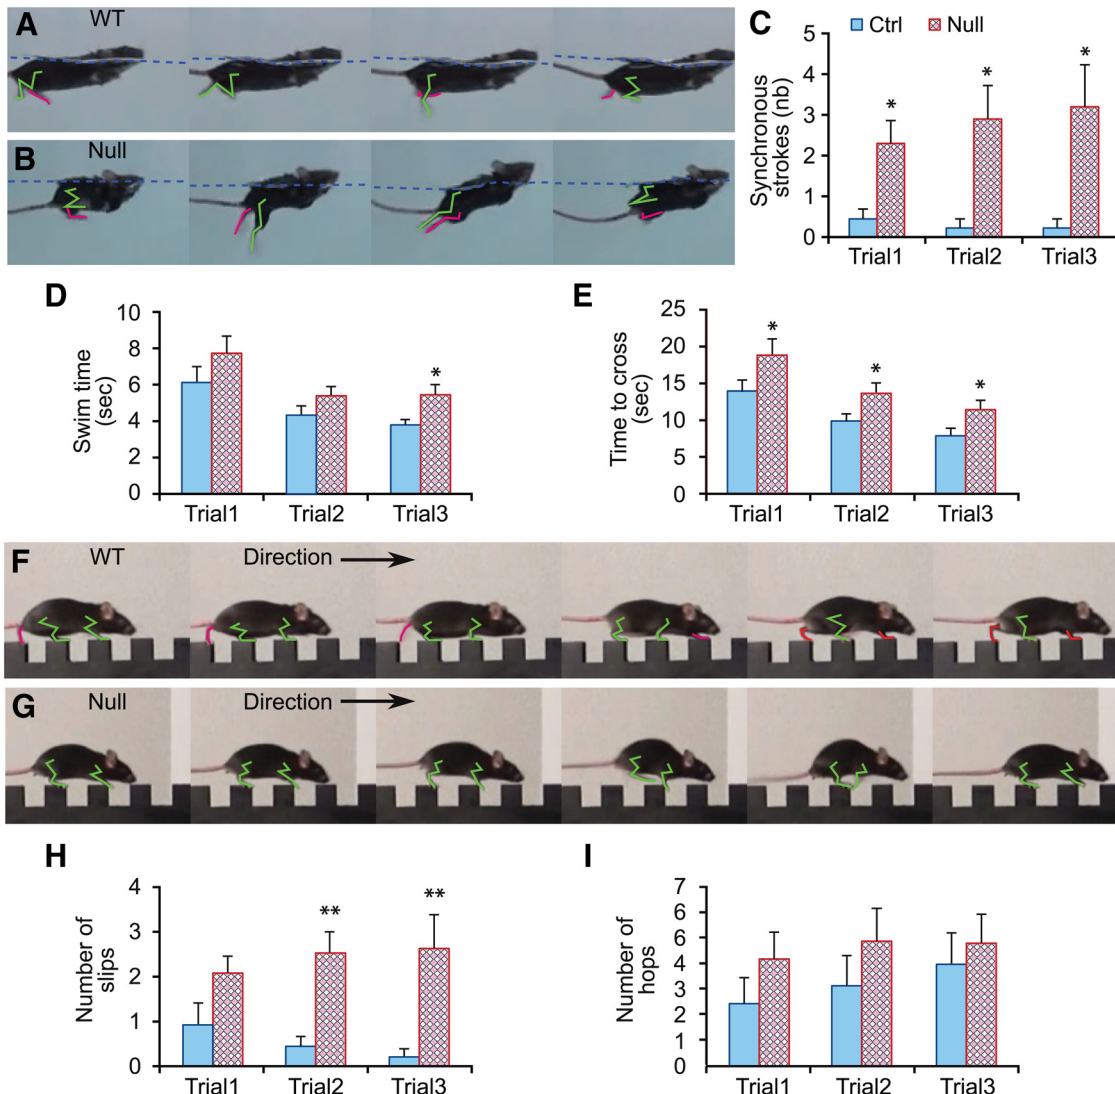 A
WT
B
Null
C
Ctrl
Null
Synchronous
strokes (nb)
5
4
3
2
1
0
*
*
*
Trial1
Trial2
Trial3
D
Swim time
(sec)
10
8
6
4
2
0
*
Trial1
Trial2
Trial3
E
Time to cross
(sec)
25
20
15
10
5
0
*
*
*
Trial1
Trial2
Trial3
F
WT
Direction
G
Null
Direction
H
Number of
slips
4
3
2
1
0
**
**
Trial1
Trial2
Trial3
I
Number of
hops
7
6
6
4
3
2
1
0
Trial1
Trial2
Trial3